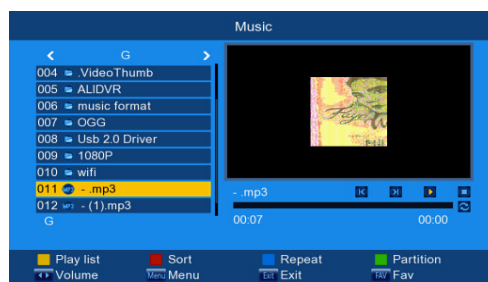 Music
G
004 .VideoThumb
005 ALIDVR
006 music format
007 OGG
008 Usb 2.0 Driver
009 1080P
010 wifi
011 MP3 - .mp3
012 MP3 - (1).mp3
G
- .mp3
00:07 00:00
Play list Sort Repeat Partition
Volume Menu Menu Exit Exit FAV Fav